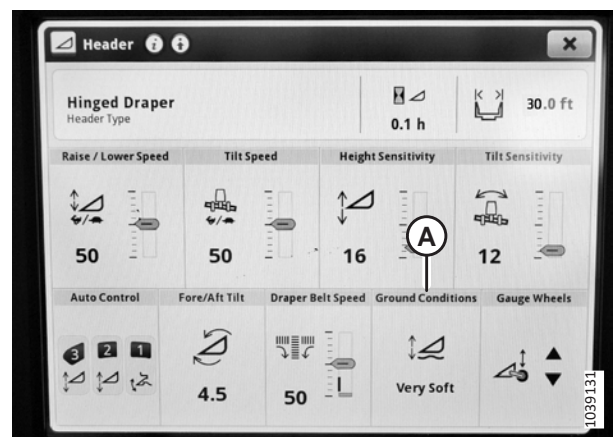 Header
Hinged Draper
Header Type
0.1 h
30.0 ft
Raise / Lower Speed Tilt Speed Height Sensitivity Tilt Sensitivity
50 50 16 12
A
Auto Control Fore/Aft Tilt Draper Belt Speed Ground Conditions Gauge Wheels
3 2 1
4.5 50 Very Soft
1039131